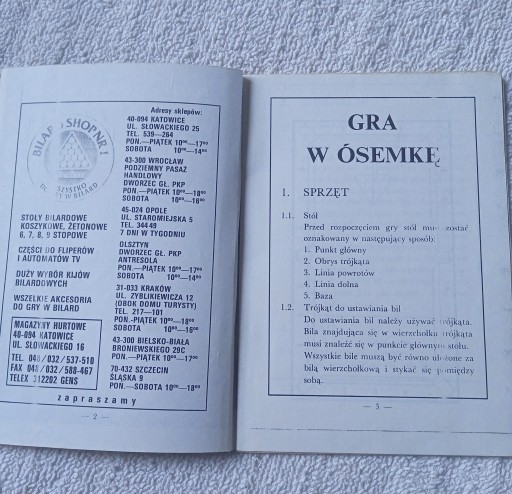 BILARD SHOP NR 1
W BILARD
STOŁY BILARDOWE
KOSZYKOWE, ŻETONOWE
6, 7, 8, 9 STOPOWE
CZĘŚCI DO FLIPERÓW
I AUTOMATÓW TV
DUŻY WYBÓR KIJÓW
BILARDOWYCH
WSZELKIE AKCESORIA
DO GRY W BILARD
MAGAZYNY HURTOWE
40-094 KATOWICE
UL. SŁOWACKIEGO 16
TEL. 048/032/537-510
FAX 048/032/588-467
TELEX 312202 GENS
Adresy sklepów:
40-094 KATOWICE
UL. SŁOWACKIEGO 25
TEL. 539-264
PON.—PIĄTEK 10⁰⁰—17⁰⁰
SOBOTA 10⁰⁰—14⁰⁰
43-300 WROCŁAW
PODZIEMNY PASAŻ
HANDLOWY
DWORZEC GŁ. PKP
PON.—PIĄTEK 10⁰⁰—18⁰⁰
SOBOTA 10⁰⁰—16⁰⁰
45-024 OPOLE
UL. STAROMIEJSKA 5
TEL. 34449
7 DNI W TYGODNIU
OLSZTYN
DWORZEC GŁ. PKP
ANTRESOLA
PON.-PIĄTEK 10⁰⁰—17⁰⁰
SOBOTA 10⁰⁰—14⁰⁰
31-033 KRAKÓW
UL. ZYBLIKIEWICZA 12
(OBOK DOMU TURYSTY)
TEL. 217-101
PON.-PIĄTEK 10⁰⁰—18⁰⁰
SOBOTA 10⁰⁰—16⁰⁰
43-300 BIELSKO-BIAŁA
BRONIEWSKIEGO 29C
PON.—PIĄTEK 10⁰⁰—17⁰⁰
70-432 SZCZECIN
ŚLĄSKA 9
PON.—SOBOTA 10⁰⁰—18⁰⁰
zapraszamy
— 2 —
GRA
W ÓSEMKĘ
1. SPRZĘT
1.1. Stół
Przed rozpoczęciem gry stół musi zostać
oznakowany w następujący sposób:
1. Punkt główny
2. Obrys trójkąta
3. Linia powrotów
4. Linia dolna
5. Baza
1.2. Trójkąt do ustawiania bil
Do ustawiania bil należy używać trójkąta.
Bila znajdująca się w wierzchołku trójkąta
musi znaleźć się w punkcie głównym stołu.
Wszystkie bile muszą być równo ułożone za
bilą wierzchołkową i stykać się pomiędzy
sobą.
— 3 —